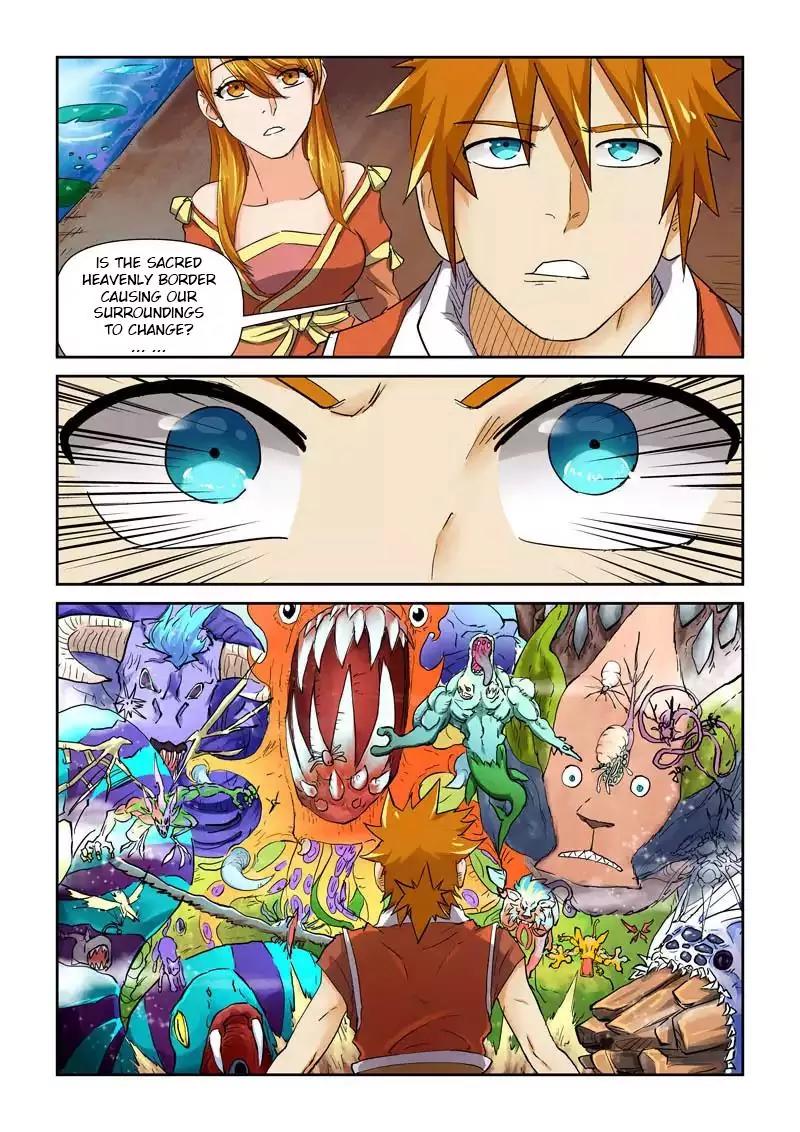 IS THE SACRED
HEAVENLY BORDER
CAUSING OUR
SURROUNDINGS
TO CHANGE?
... ...